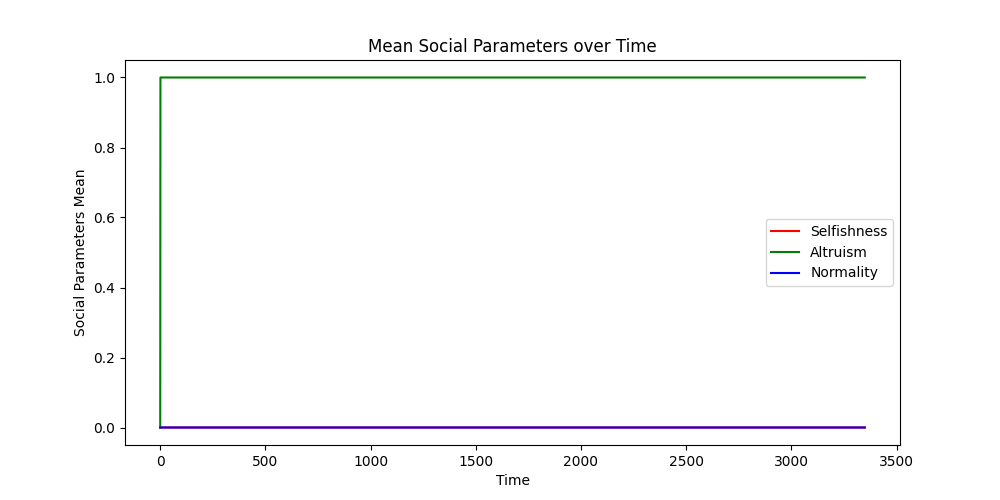 Mean Social Parameters over Time
Social Parameters Mean
1.0
0.8
0.6
0.4
0.2
0.0
Selfishness
Altruism
Normality
0 500 1000 1500 2000 2500 3000 3500
Time